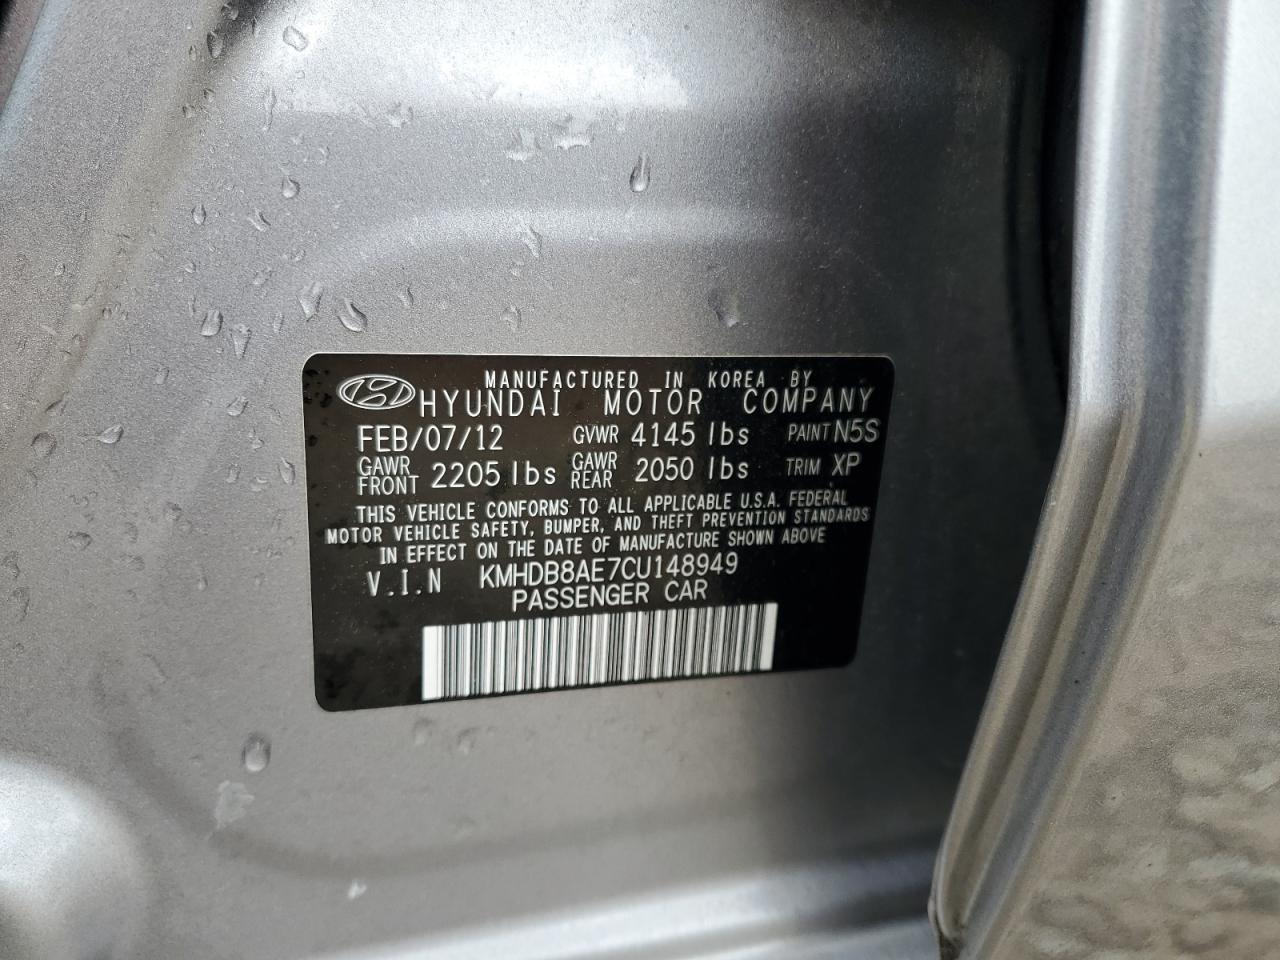 MANUFACTURED IN KOREA BY
HYUNDAI MOTOR COMPANY
FEB/07/12 GVWR 4145 lbs PAINT N5S
GAWR FRONT 2205 lbs GAWR REAR 2050 lbs TRIM XP
THIS VEHICLE CONFORMS TO ALL APPLICABLE U.S.A. FEDERAL
MOTOR VEHICLE SAFETY, BUMPER, AND THEFT PREVENTION STANDARDS
IN EFFECT ON THE DATE OF MANUFACTURE SHOWN ABOVE
V.I.N KMHDB8AE7CU148949
PASSENGER CAR